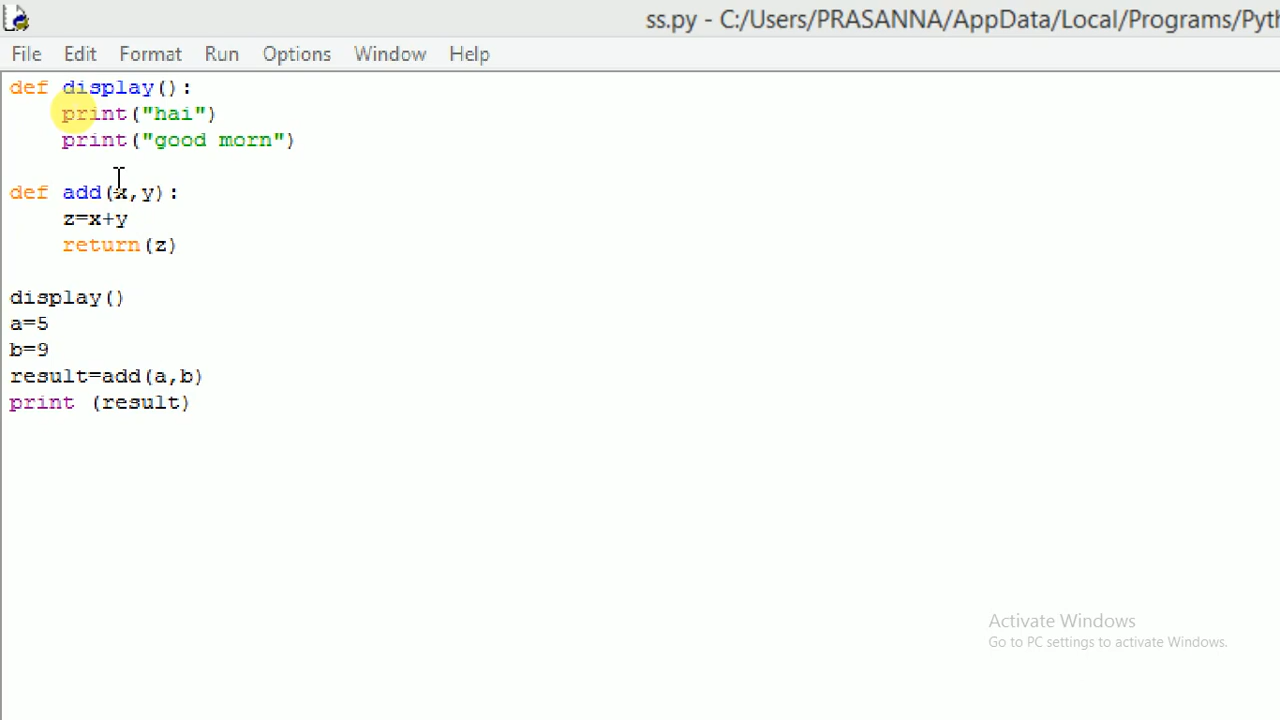 ss.py - C:/Users/PRASANNA/AppData/Local/Programs/Pyth
File Edit Format Run Options Window Help
def display():
    print("hai")
    print("good morn")
def add(x,y):
    z=x+y
    return(z)
display()
a=5
b=9
result=add(a,b)
print (result)
Activate Windows
Go to PC settings to activate Windows.